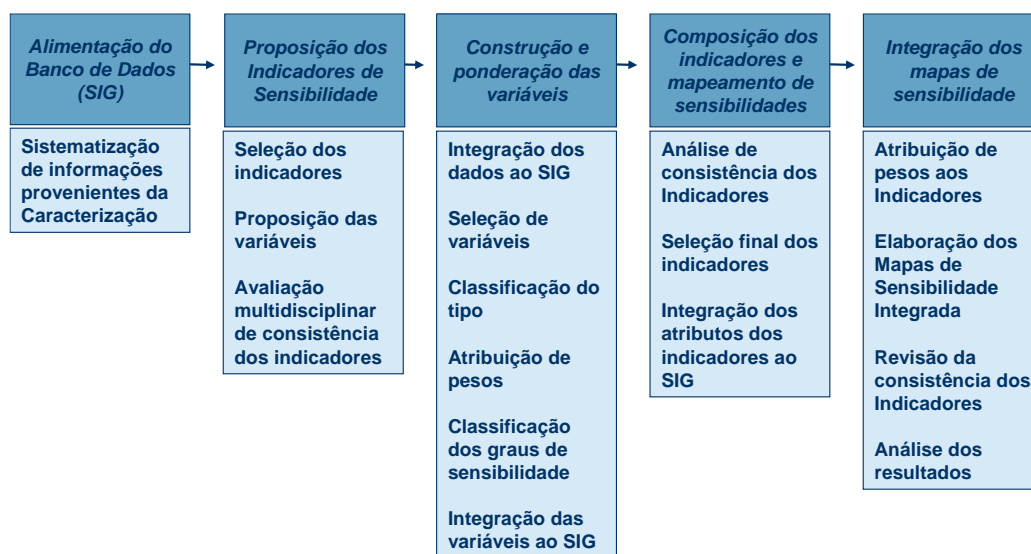 Alimentação do
Banco de Dados
(SIG)
Sistematização
de informações
provenientes da
Caracterização
Proposição dos
Indicadores de
Sensibilidade
Seleção dos
indicadores
Proposição das
variáveis
Avaliação
multidisciplinar
de consistência
dos indicadores
Construção e
ponderação das
variáveis
Integração dos
dados ao SIG
Seleção de
variáveis
Classificação do
tipo
Atribuição de
pesos
Classificação
dos graus de
sensibilidade
Integração das
variáveis ao SIG
Composição dos
indicadores e
mapeamento de
sensibilidades
Análise de
consistência dos
Indicadores
Seleção final dos
indicadores
Integração dos
atributos dos
indicadores ao
SIG
Integração dos
mapas de
sensibilidade
Atribuição de
pesos aos
Indicadores
Elaboração dos
Mapas de
Sensibilidade
Integrada
Revisão da
consistência dos
Indicadores
Análise dos
resultados